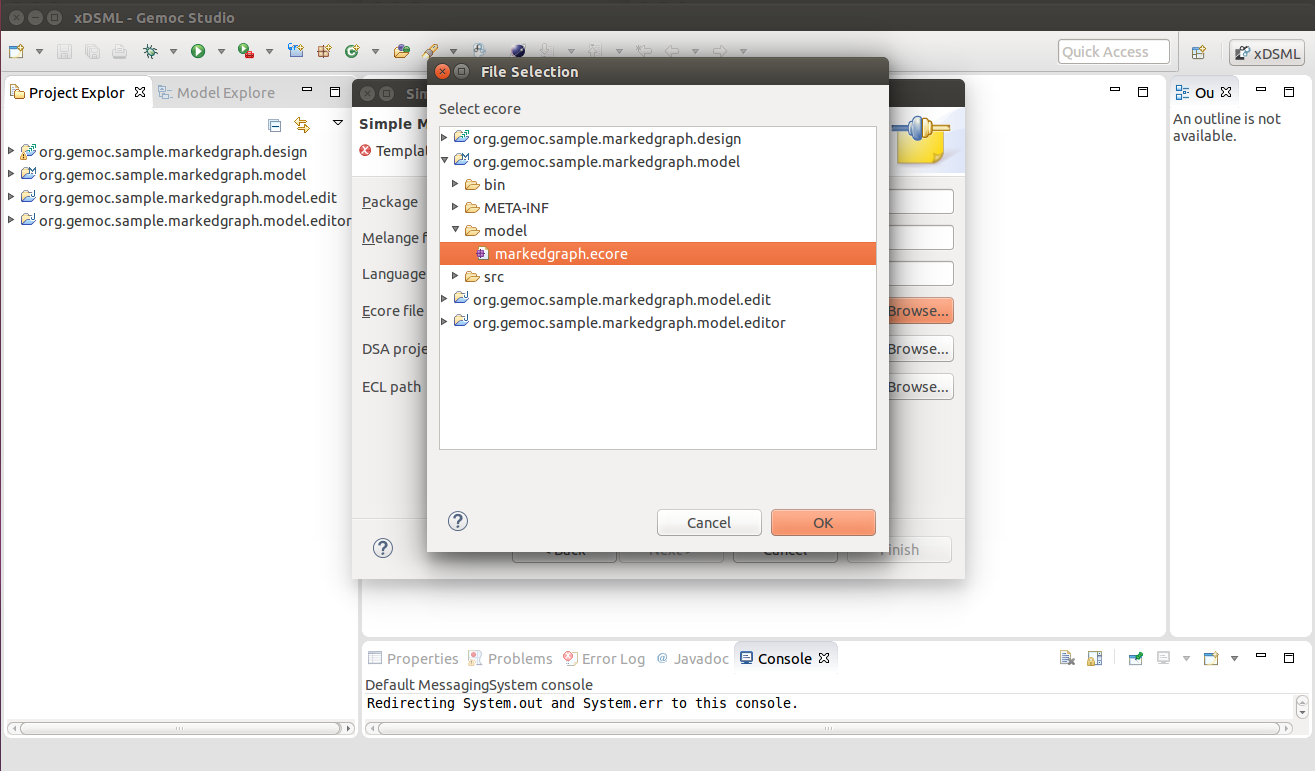 xDSML - Gemoc Studio
Quick Access
xDSML
Project Explor
Model Explore
org.gemoc.sample.markedgraph.design
org.gemoc.sample.markedgraph.model
org.gemoc.sample.markedgraph.model.edit
org.gemoc.sample.markedgraph.model.editor
Simple
Package
Language
Ecore file
DSA proje
ECL path
Browse...
Browse...
Browse...
< Back
Next >
Cancel
Finish
File Selection
Select ecore
org.gemoc.sample.markedgraph.design
org.gemoc.sample.markedgraph.model
bin
META-INF
model
markedgraph.ecore
src
org.gemoc.sample.markedgraph.model.edit
org.gemoc.sample.markedgraph.model.editor
Cancel
OK
Ou
An outline is not
available.
Properties
Problems
Error Log
@ Javadoc
Console
Default MessagingSystem console
Redirecting System.out and System.err to this console.